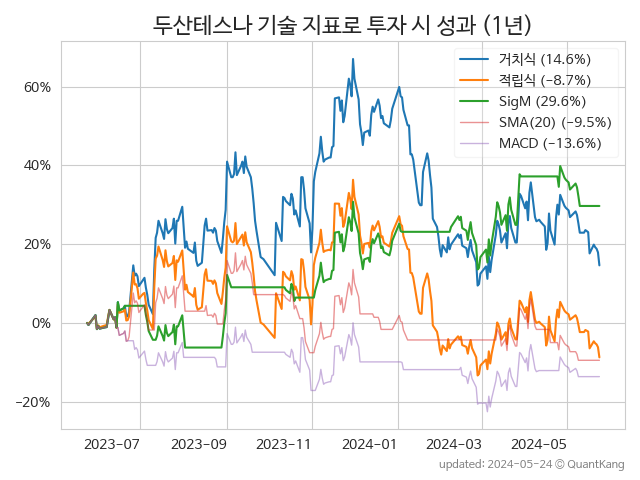 두산테스나 기술 지표로 투자 시 성과 (1년)
거치식 (14.6%)
적립식 (−8.7%)
SigM (29.6%)
SMA(20) (−9.5%)
MACD (−13.6%)
60%
40%
20%
0%
−20%
2023-07 2023-09 2023-11 2024-01 2024-03 2024-05
updated: 2024-05-24 © QuantKang